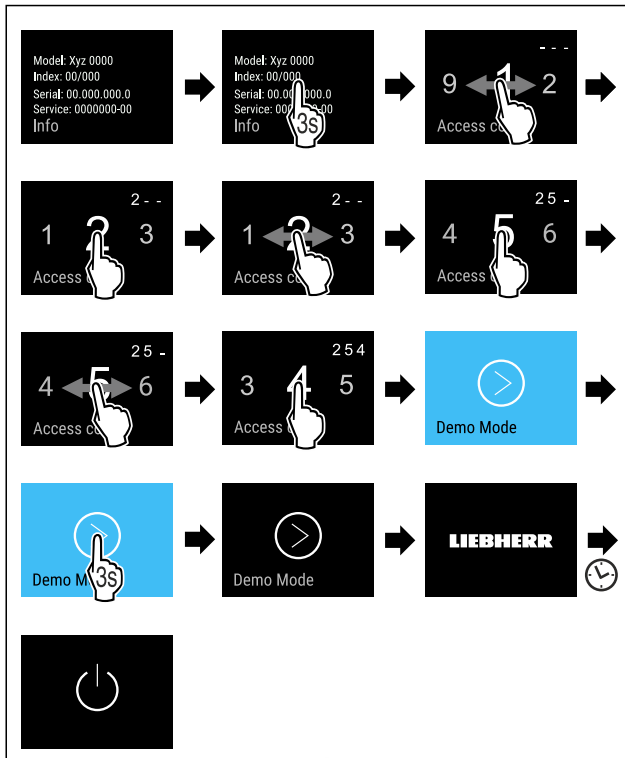 Model: Xyz 0000
Index: 00/000
Serial: 00.000.000.0
Service: 0000000-00
Info
Model: Xyz 0000
Index: 00/000
Serial: 00.00 000.0
Service: 000 -00
Info
3s
- - -
9 1 2
Access
2 - -
1 2 3
Access
2 - -
1 2 3
Access
2 5 -
4 5 6
Access
2 5 -
4 5 6
Access
2 5 4
3 4 5
Access
Demo Mode
Demo
3s
Demo Mode
LIEBHERR